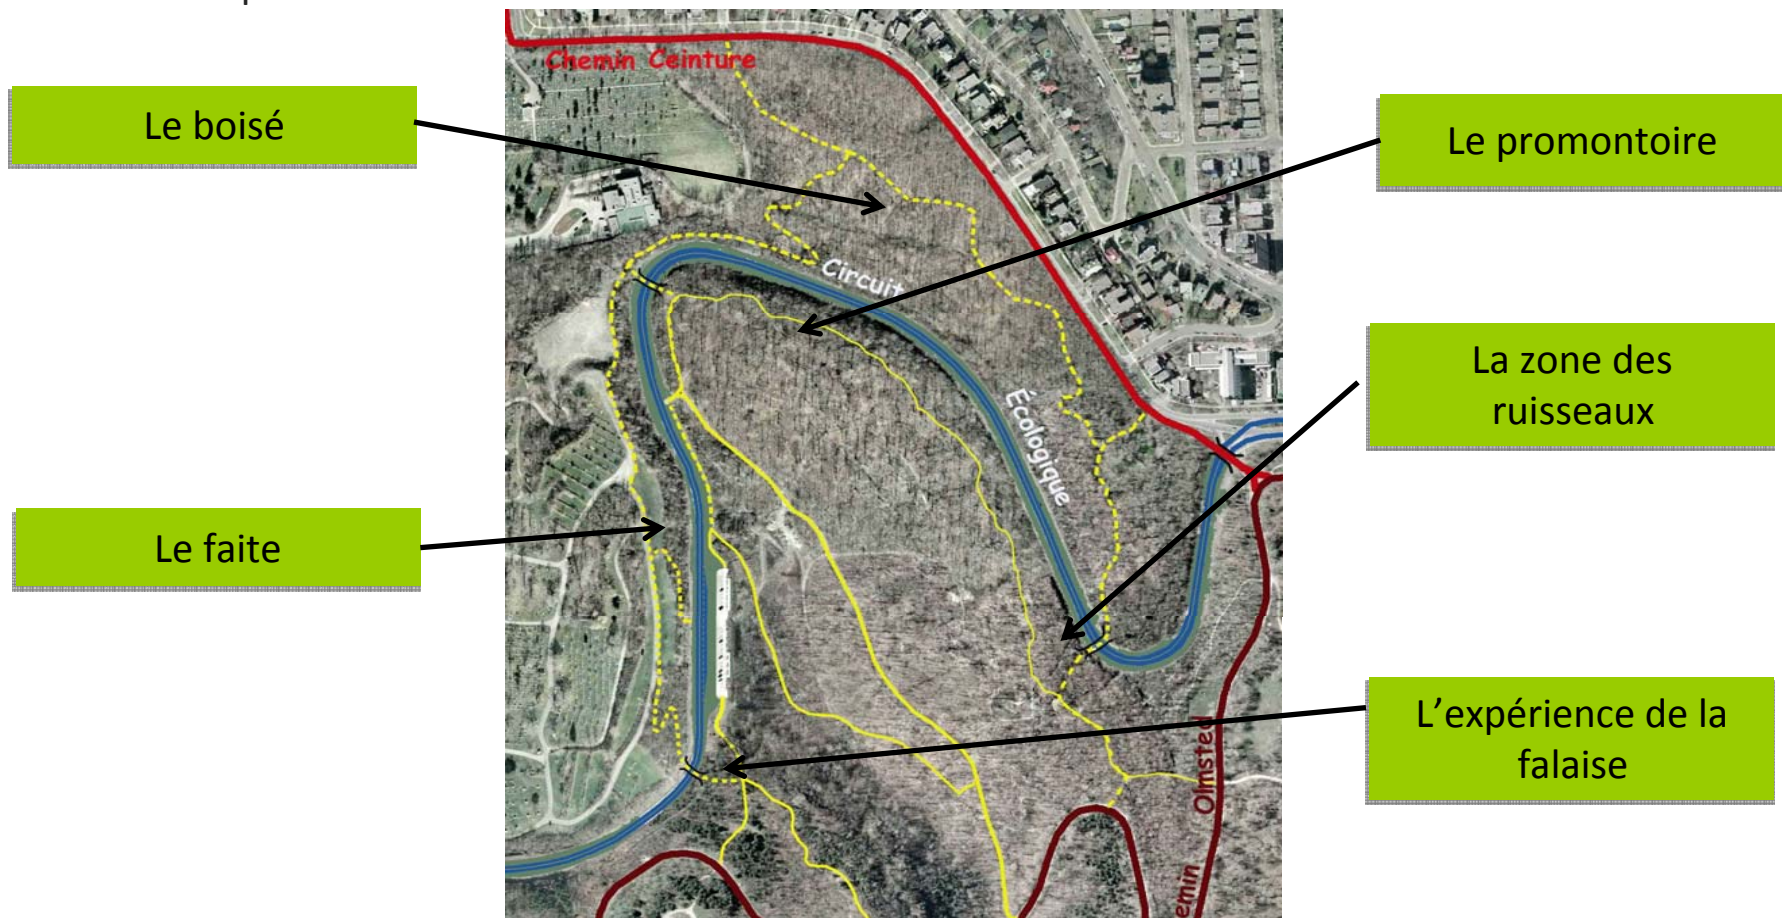 Chemin Ceinture
Le boisé
Le promontoire
Circuit
La zone des
ruisseaux
Écologique
Le faite
L’expérience de la
falaise
Olmsted